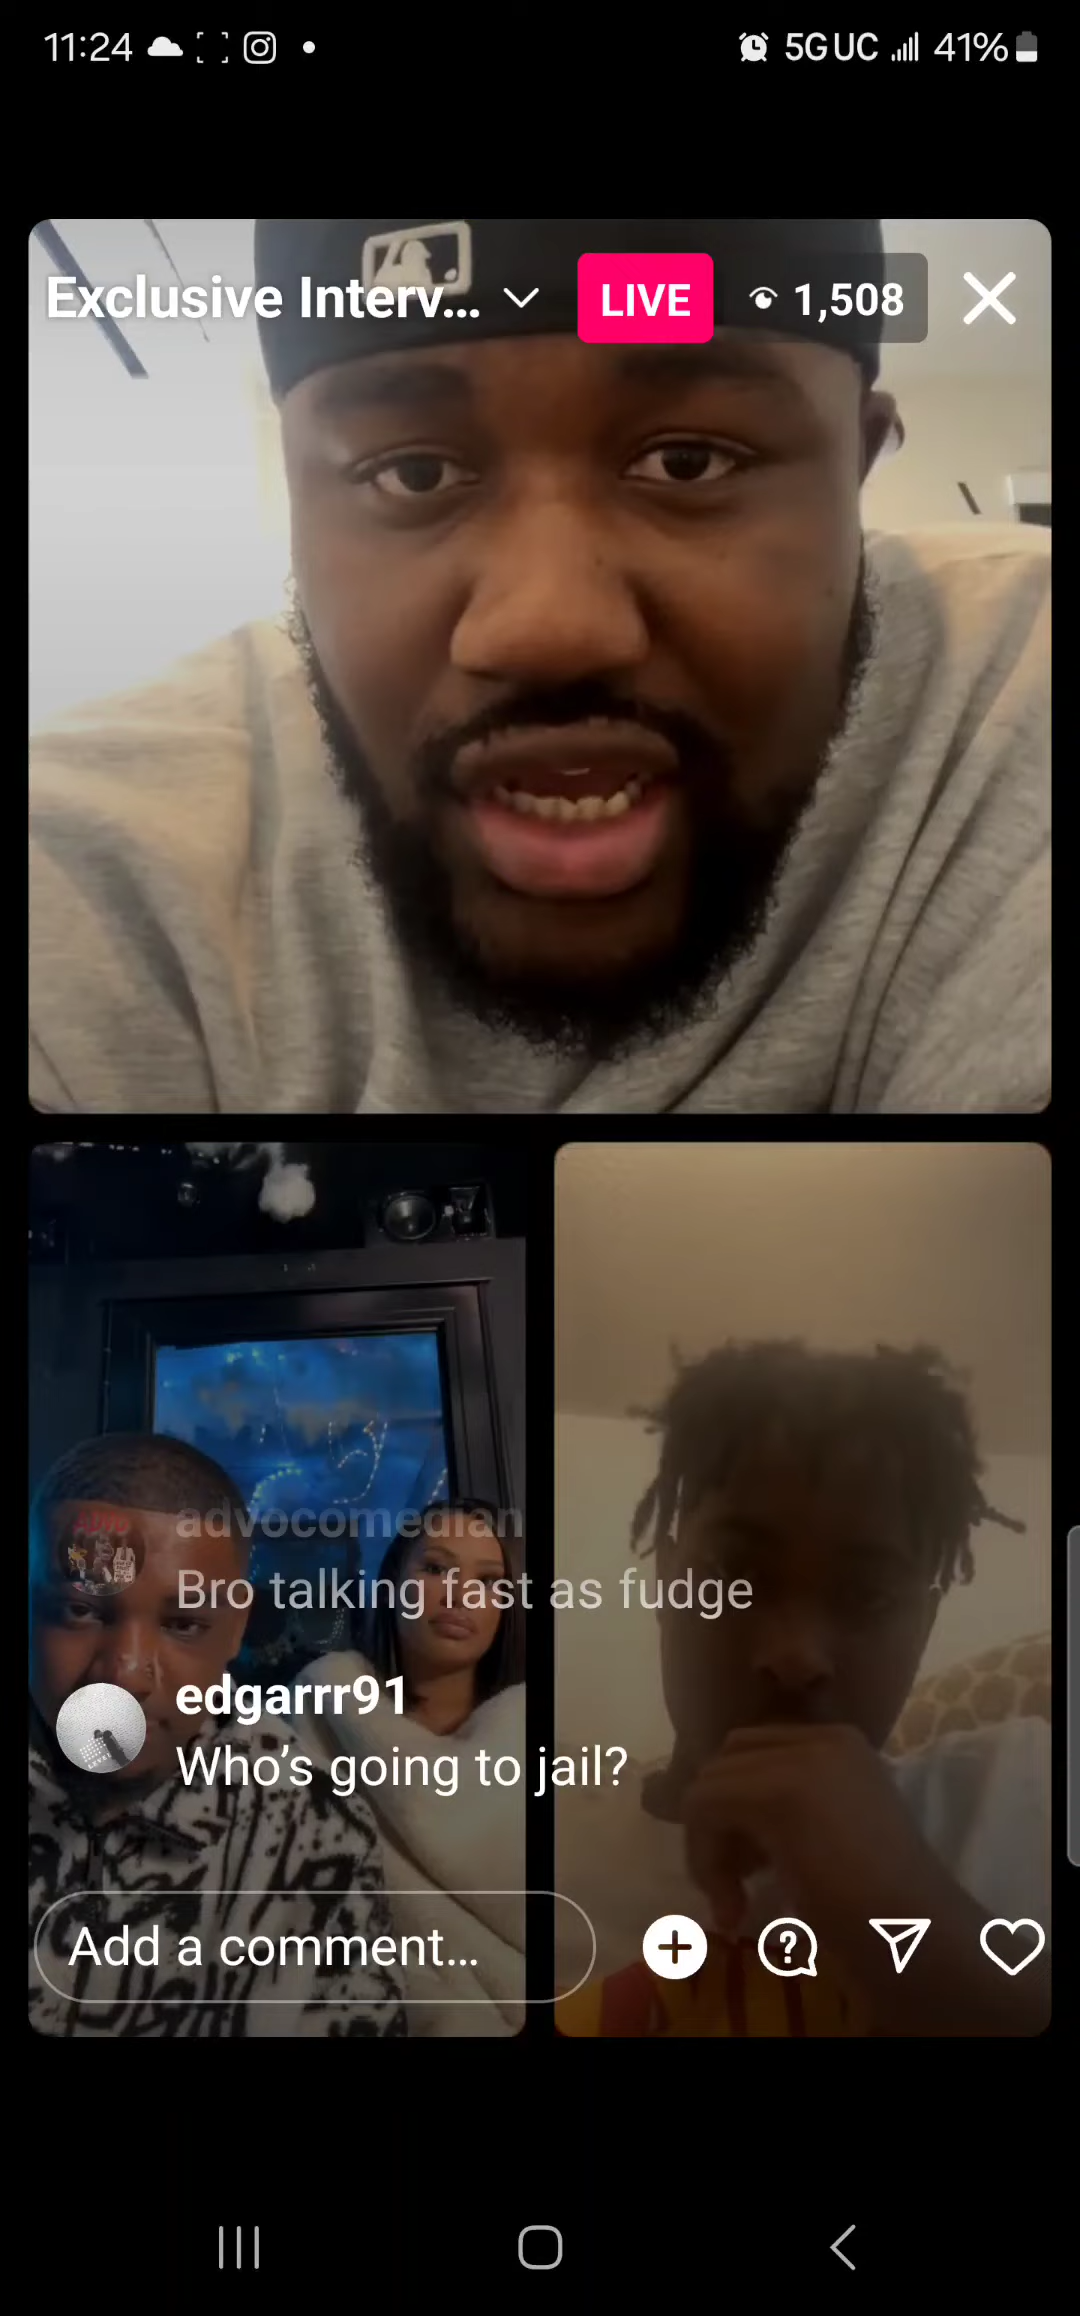 11:24
5G UC 41%
Exclusive Interv...
LIVE
1,508
ADVO
advocomedian
Bro talking fast as fudge
edgarrr91
Who's going to jail?
Add a comment...